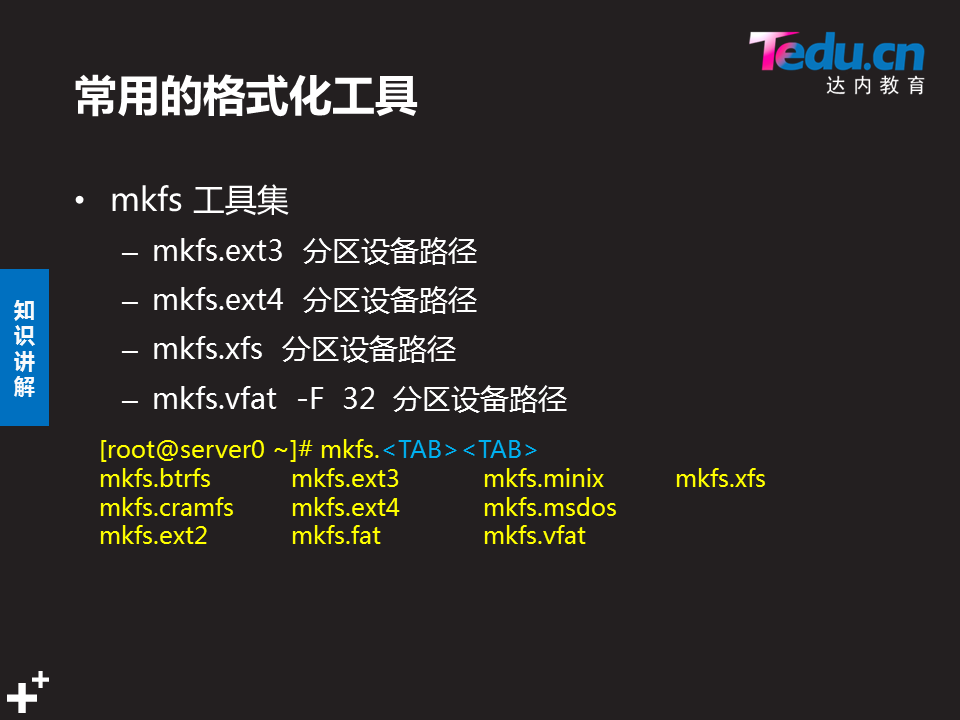 Tedu.cn
达内教育
常用的格式化工具
• mkfs 工具集
– mkfs.ext3 分区设备路径
– mkfs.ext4 分区设备路径
– mkfs.xfs 分区设备路径
– mkfs.vfat -F 32 分区设备路径
知识讲解
[root@server0 ~]# mkfs.<TAB><TAB>
mkfs.btrfs mkfs.ext3 mkfs.minix mkfs.xfs
mkfs.cramfs mkfs.ext4 mkfs.msdos
mkfs.ext2 mkfs.fat mkfs.vfat